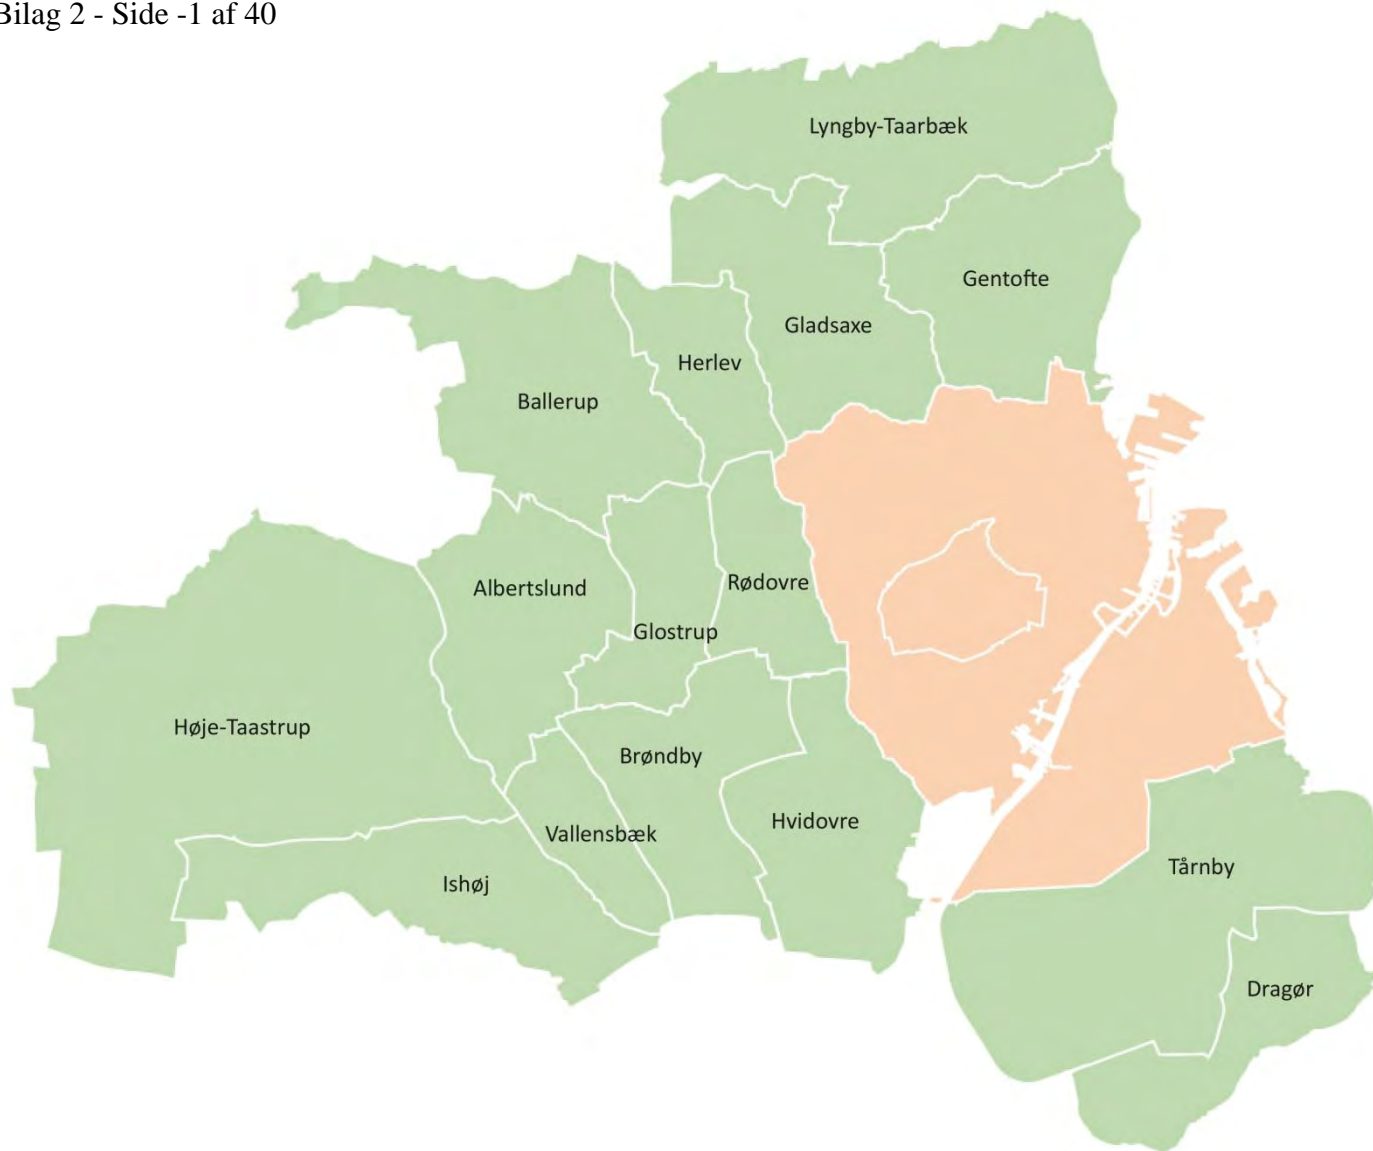 Bilag 2 - Side -1 af 40
Lyngby-Taarbæk
Gentofte
Gladsaxe
Herlev
Ballerup
Rødovre
Albertslund
Glostrup
Høje-Taastrup
Brøndby
Hvidovre
Vallensbæk
Tårnby
Ishøj
Dragør